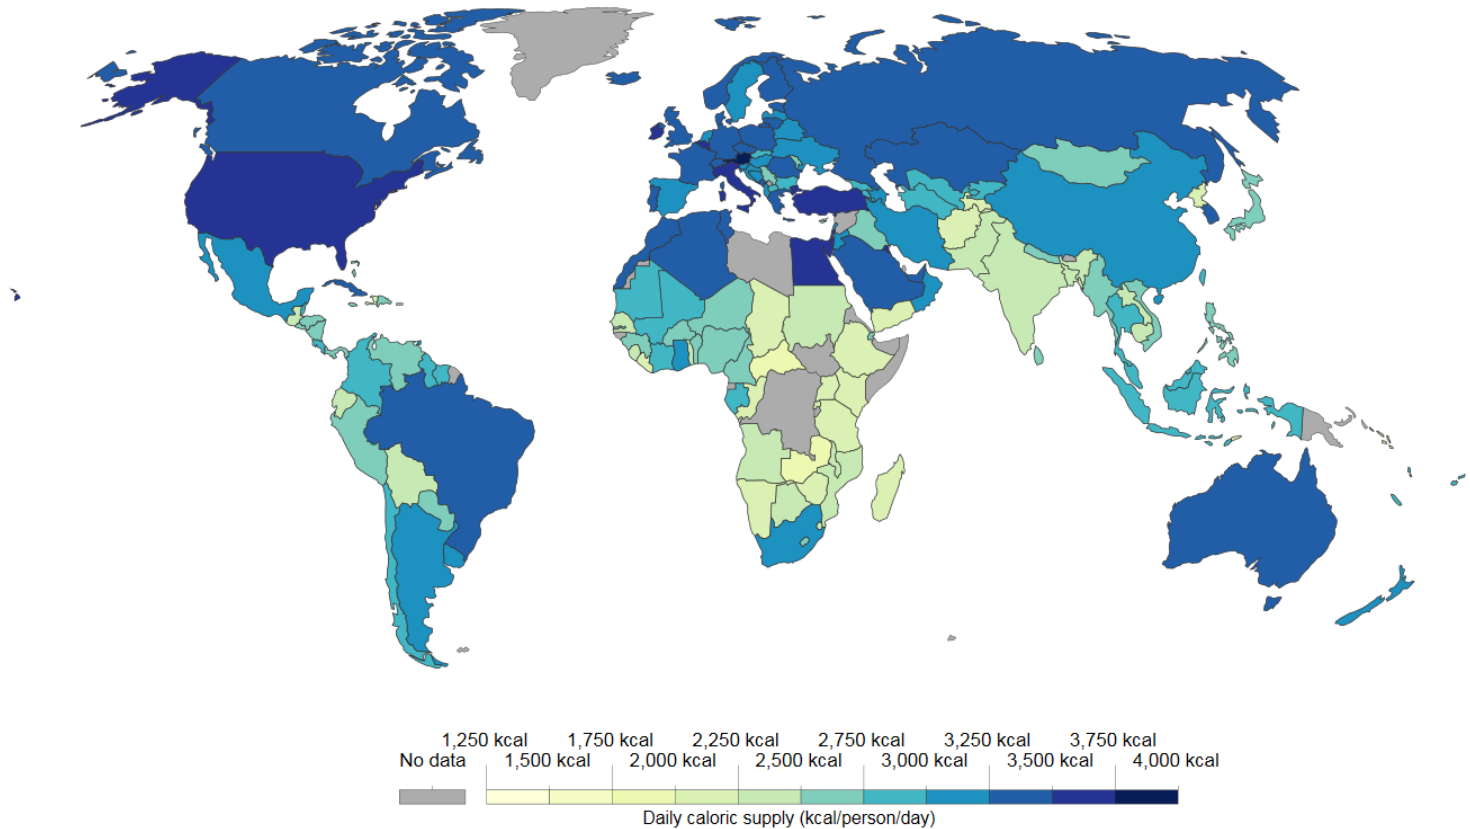 1,250 kcal 1,750 kcal 2,250 kcal 2,750 kcal 3,250 kcal 3,750 kcal
No data 1,500 kcal 2,000 kcal 2,500 kcal 3,000 kcal 3,500 kcal 4,000 kcal
Daily caloric supply (kcal/person/day)